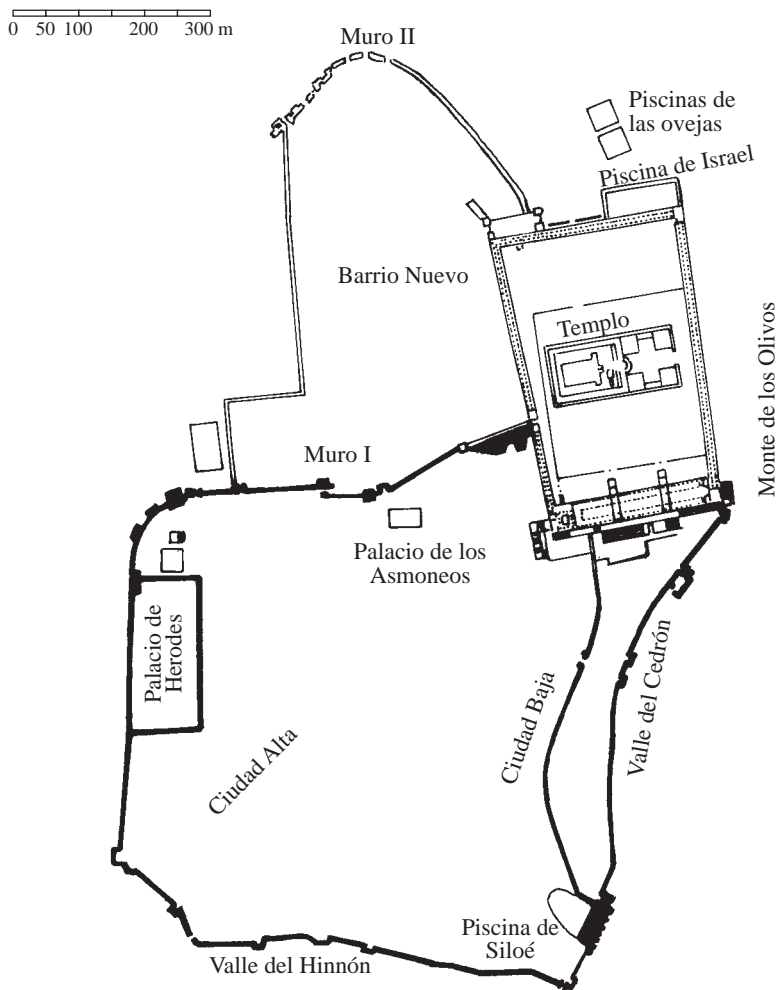 0 50 100 200 300 m
Muro II
Piscinas de
las ovejas
Piscina de Israel
Barrio Nuevo
Templo
Monte de los Olivos
Muro I
Palacio de los
Asmoneos
Palacio de
Herodes
Ciudad Alta
Ciudad Baja
Valle del Cedrón
Piscina de
Siloé
Valle del Hinnón